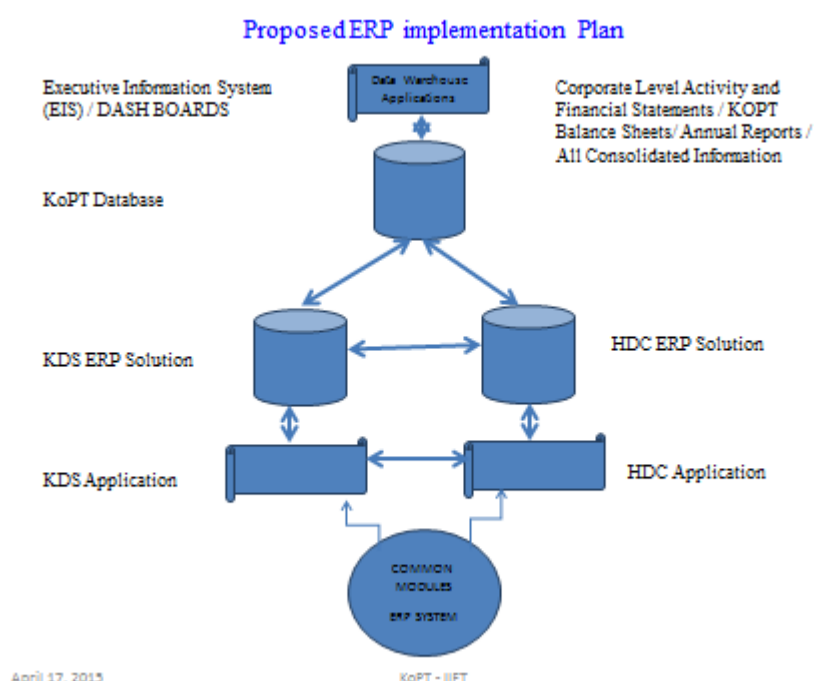 Proposed ERP implementation Plan
Executive Information System
(EIS) / DASH BOARDS
Data Warehouse
Applications
Corporate Level Activity and
Financial Statements / KOPT
Balance Sheets/ Annual Reports /
All Consolidated Information
KoPT Database
KDS ERP Solution
HDC ERP Solution
KDS Application
HDC Application
COMMON
MODULES
ERP SYSTEM
April 17, 2015
KoPT - IIFT